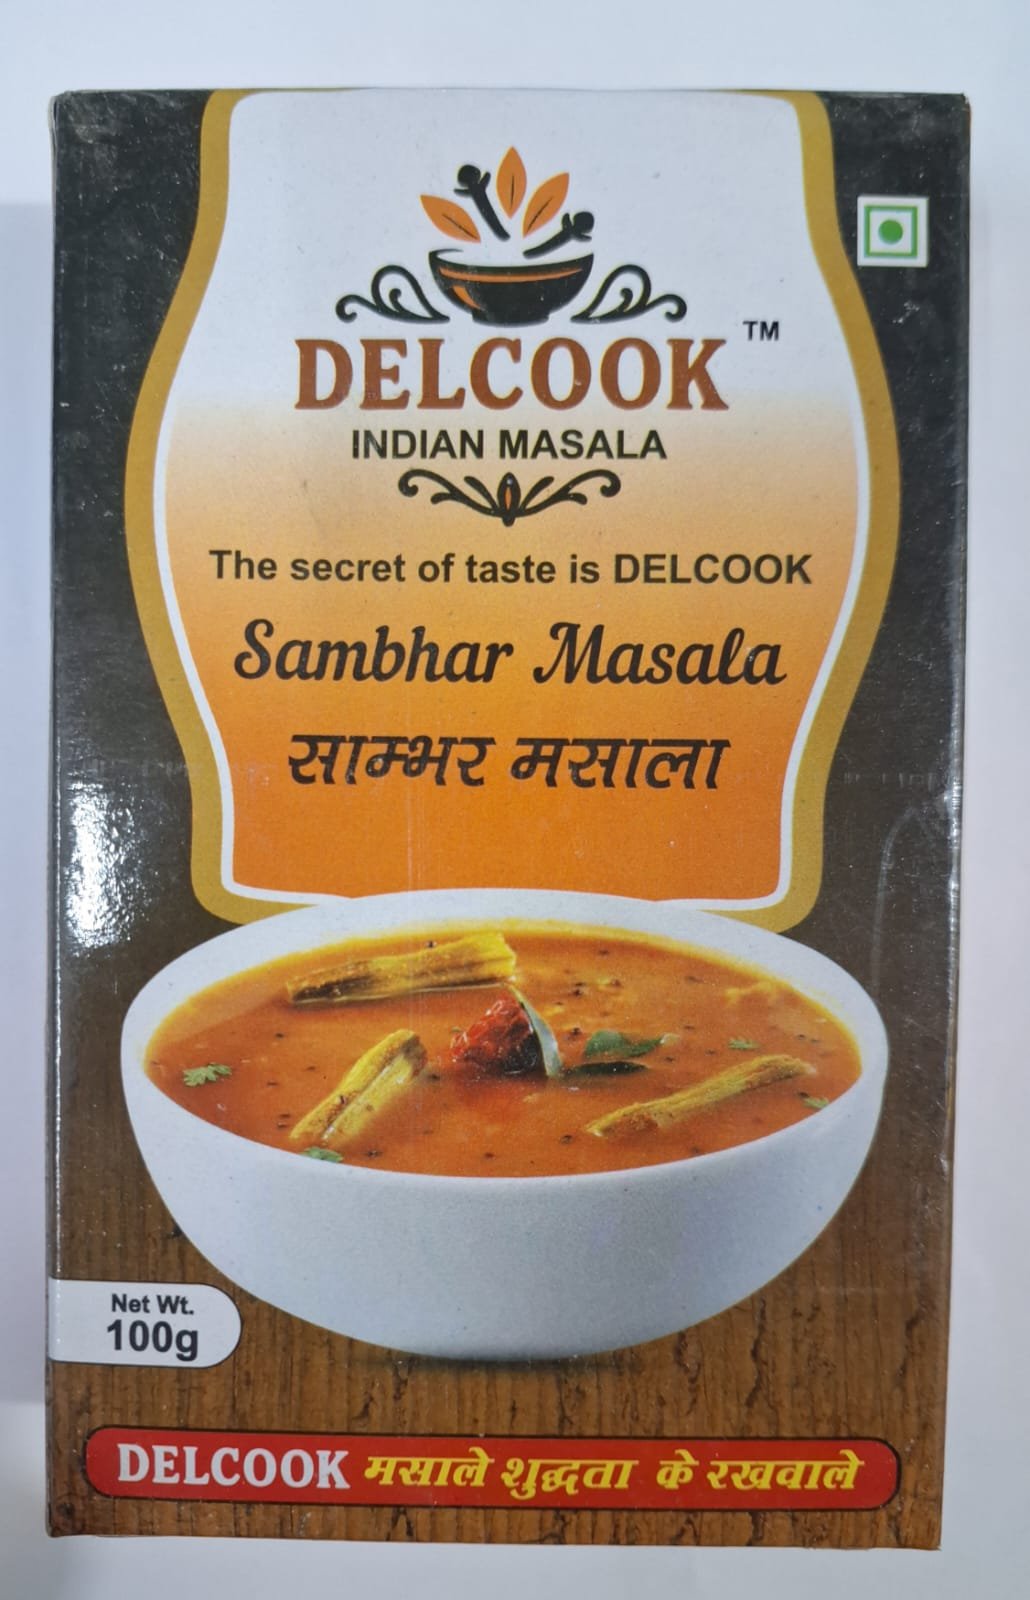 DELCOOK™
INDIAN MASALA
The secret of taste is DELCOOK
Sambhar Masala
साम्भर मसाला
Net Wt.
100g
DELCOOK मसाले शुद्धता के रखवाले